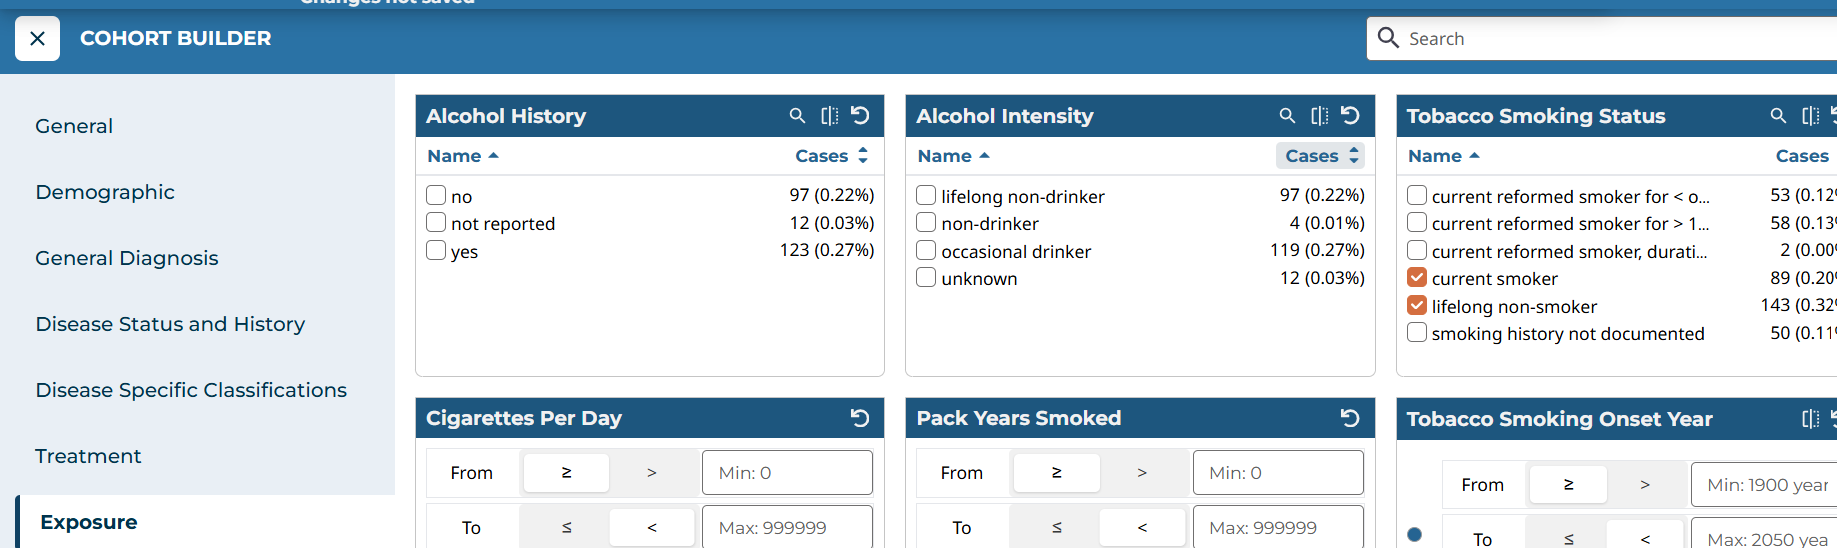 Changes not saved
COHORT BUILDER
Search
General
Demographic
General Diagnosis
Disease Status and History
Disease Specific Classifications
Treatment
Exposure
Alcohol History
Name Cases
no 97 (0.22%)
not reported 12 (0.03%)
yes 123 (0.27%)
Alcohol Intensity
Name Cases
lifelong non-drinker 97 (0.22%)
non-drinker 4 (0.01%)
occasional drinker 119 (0.27%)
unknown 12 (0.03%)
Tobacco Smoking Status
Name Cases
current reformed smoker for < o... 53 (0.12%
current reformed smoker for > 1... 58 (0.13%
current reformed smoker, durati... 2 (0.00
current smoker 89 (0.20
lifelong non-smoker 143 (0.32
smoking history not documented 50 (0.11
Cigarettes Per Day
From ≥ > Min: 0
To ≤ < Max: 999999
Pack Years Smoked
From ≥ > Min: 0
To ≤ < Max: 999999
Tobacco Smoking Onset Year
From ≥ > Min: 1900 year
To ≤ < Max: 2050 yea